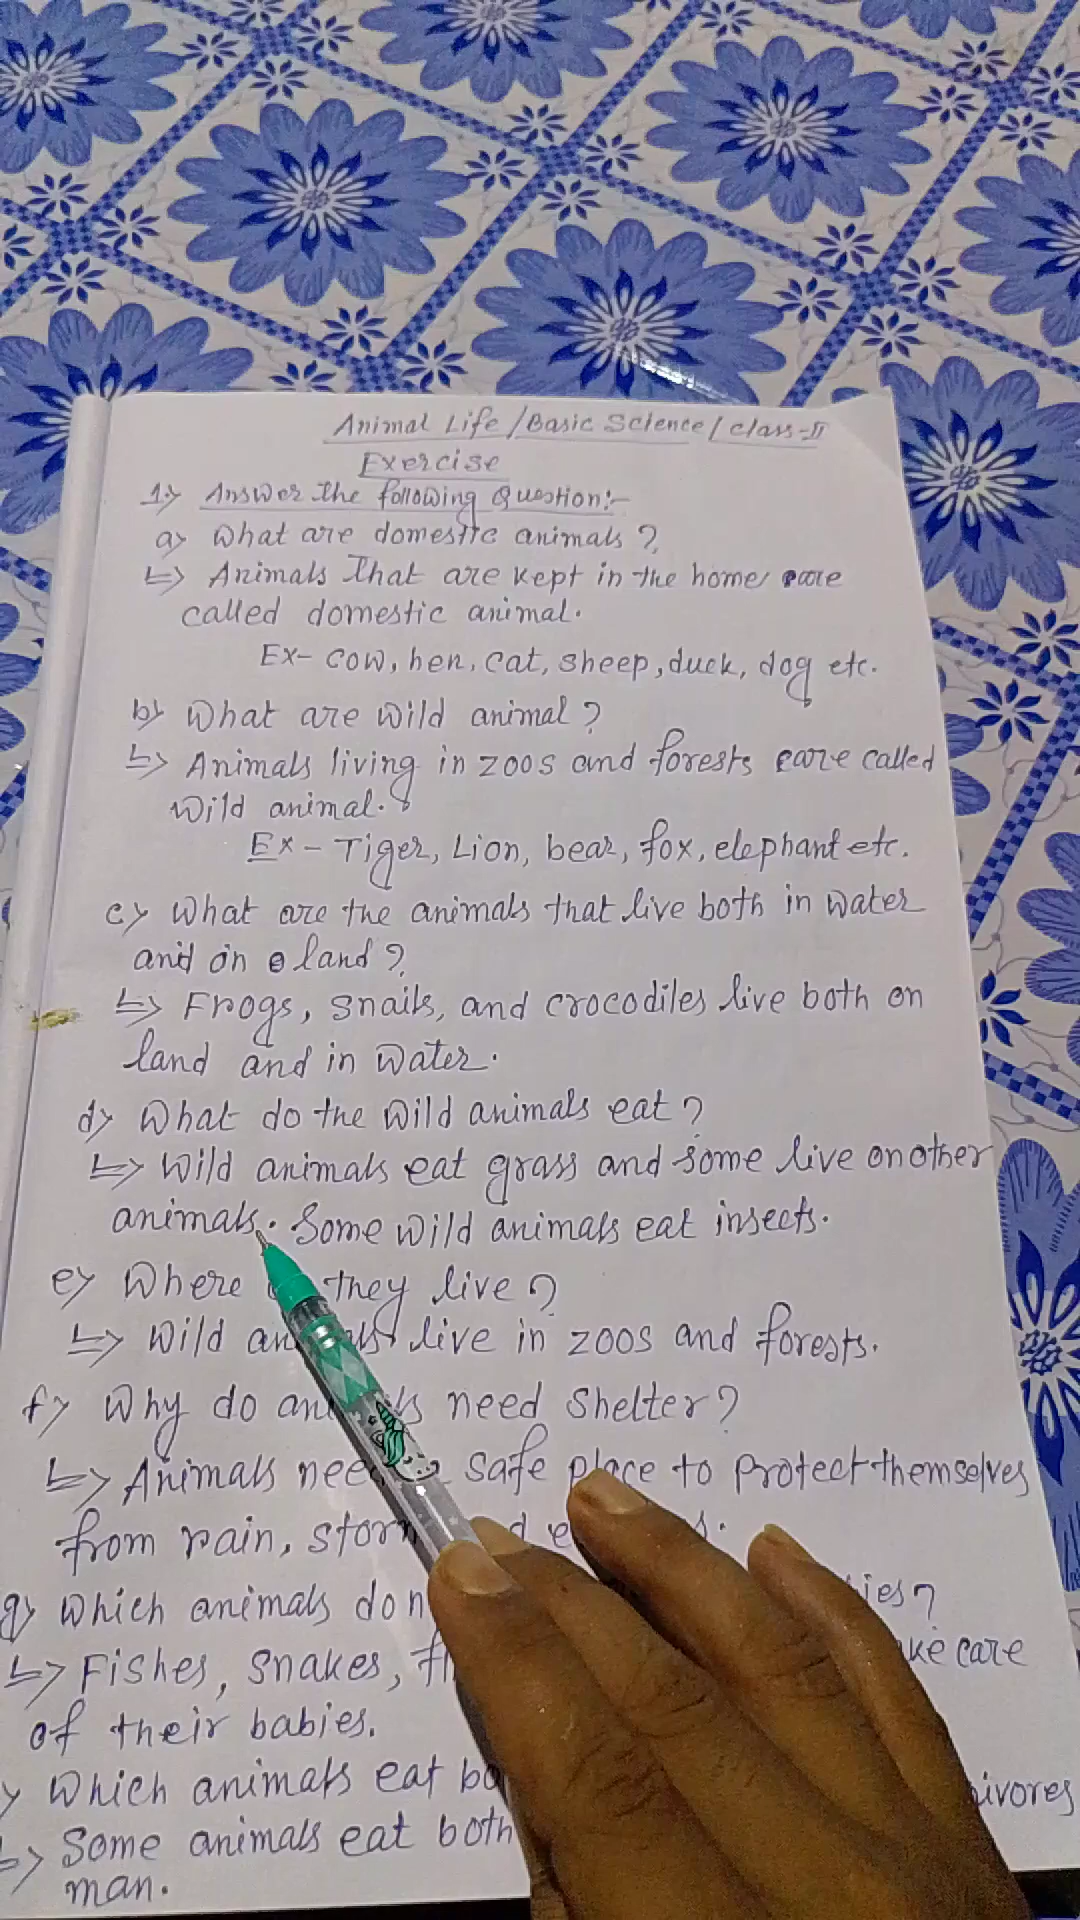 Animal Life/Basic Science/Class-II
Exercise
1) Answer the following Question:-
a) What are domestic animals?
↳ Animals that are kept in the home are
called domestic animal.
Ex- Cow, hen, cat, sheep, duck, dog etc.
b) What are wild animal?
↳ Animals living in zoos and forests are called
wild animal.
Ex- Tiger, Lion, bear, fox, elephant etc.
c) What are the animals that live both in water
and on land?
↳ Frogs, snails, and crocodiles live both on
land and in water.
d) What do the wild animals eat?
↳ Wild animals eat grass and some live on other
animals. Some wild animals eat insects.
e) Where they live?
↳ Wild live in zoos and forests.
f) Why do need shelter?
↳ Animals safe place to protect themselves
from rain,
g) Which animals do
↳ Fishes, snakes, care
of their babies.
Which animals eat
↳ Some animals eat both
man.